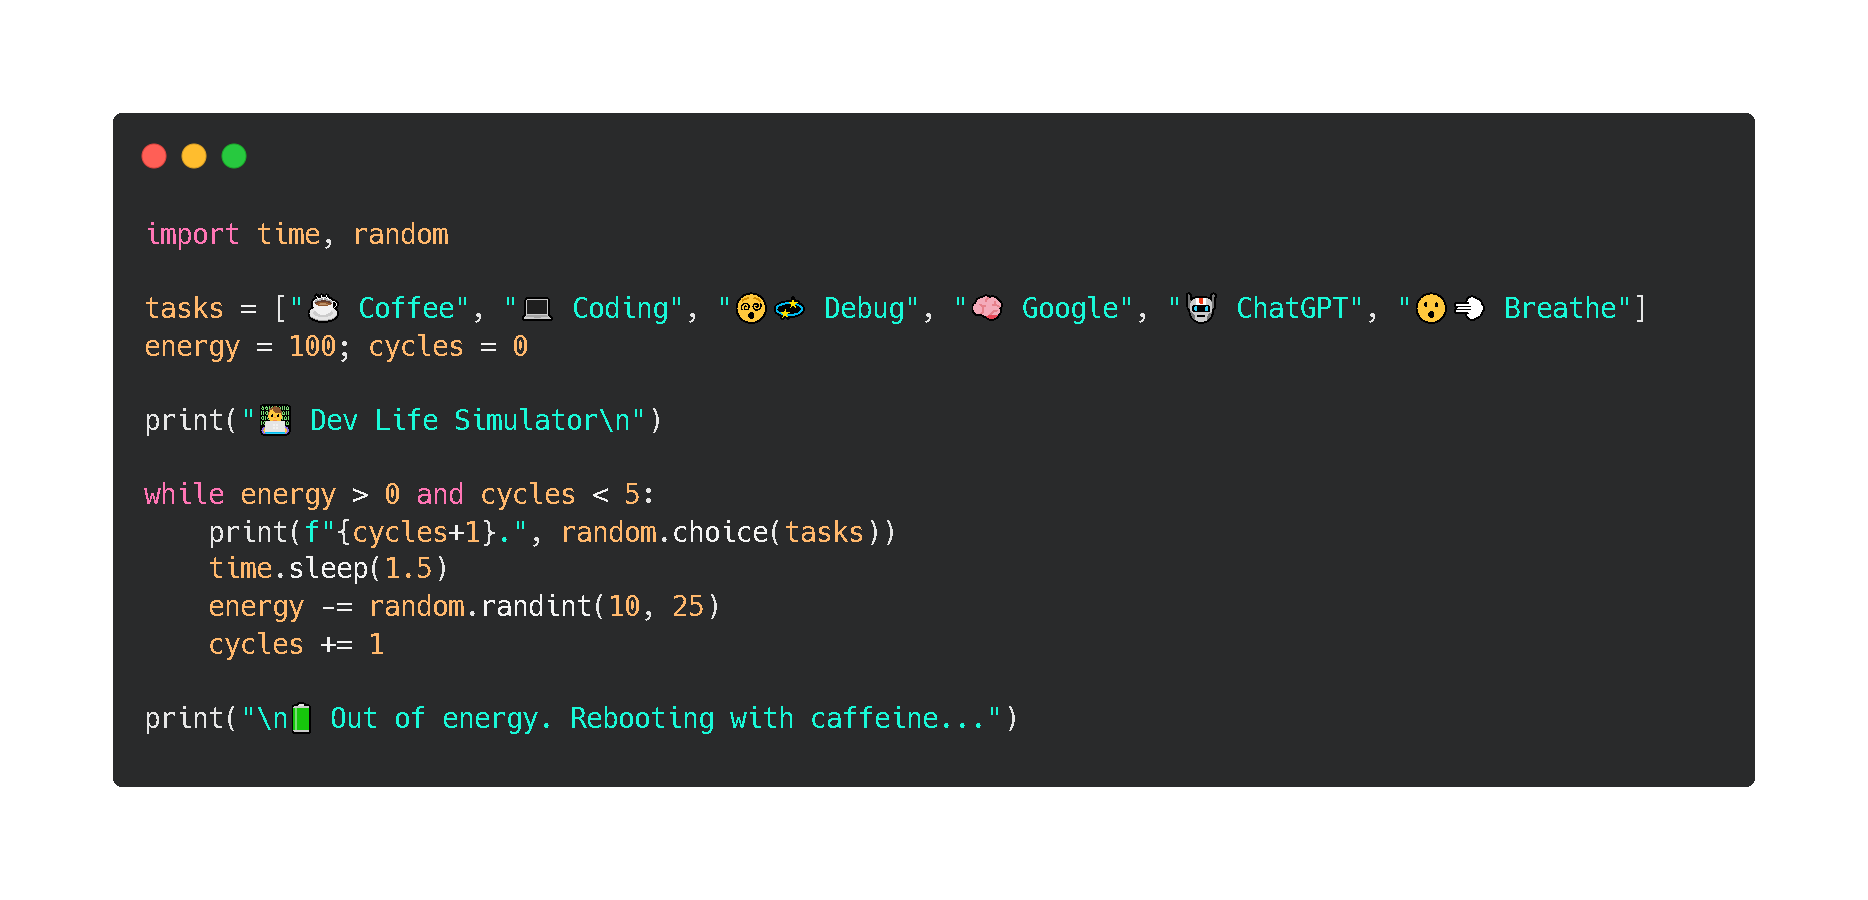 import time, random
tasks = ["☕ Coffee", "💻 Coding", "😵💫 Debug", "🧠 Google", "🤖 ChatGPT", "😮💨 Breathe"]
energy = 100; cycles = 0
print("👨‍💻 Dev Life Simulator\n")
while energy > 0 and cycles < 5:
    print(f"{cycles+1}.", random.choice(tasks))
    time.sleep(1.5)
    energy -= random.randint(10, 25)
    cycles += 1
print("\n🔋 Out of energy. Rebooting with caffeine...")